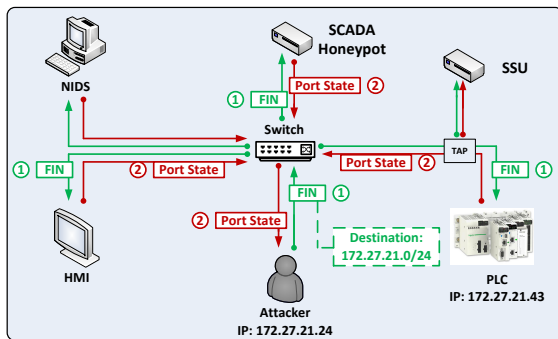 SCADA
Honeypot
SSU
NIDS
① FIN
Port State ②
Switch
① FIN
② Port State
Port State ②
TAP
FIN ①
② Port State
FIN ①
HMI
Destination:
172.27.21.0/24
Attacker
IP: 172.27.21.24
PLC
IP: 172.27.21.43